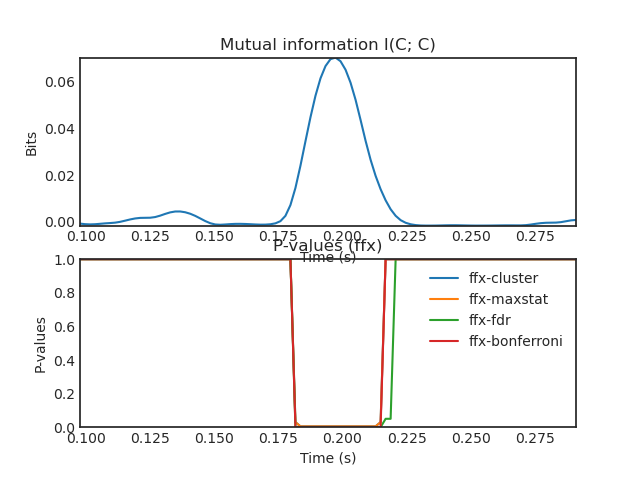 Mutual information I(C; C)
Bits
0.06
0.04
0.02
0.00
0.100 0.125 0.150 0.175 0.200 0.225 0.250 0.275
Time (s)
P-values (ffx)
P-values
1.0
0.8
0.6
0.4
0.2
0.0
ffx-cluster
ffx-maxstat
ffx-fdr
ffx-bonferroni
0.100 0.125 0.150 0.175 0.200 0.225 0.250 0.275
Time (s)